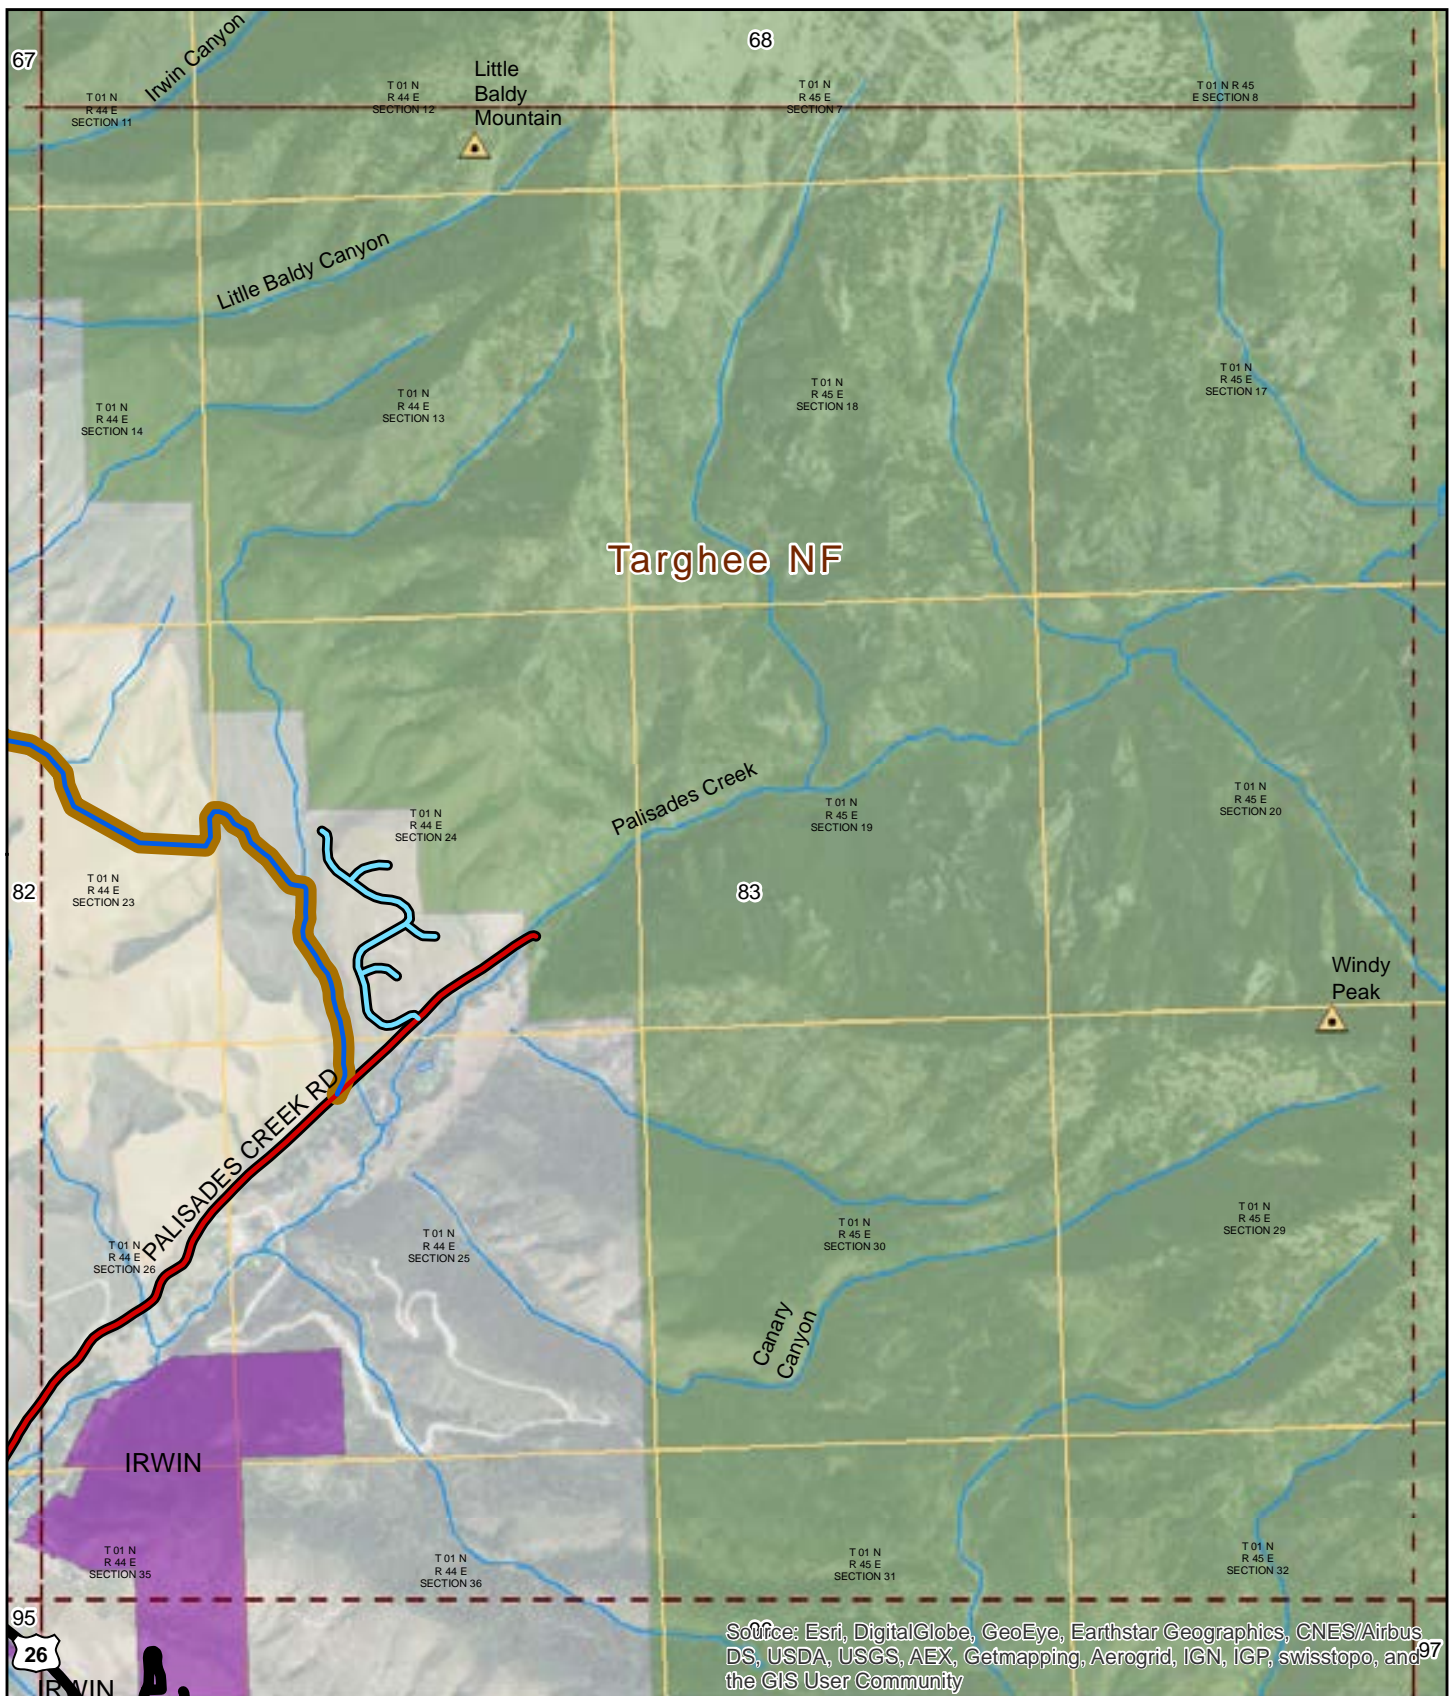 67
Irwin Canyon
68
Little
Baldy
Mountain
T 01 N
R 44 E
SECTION 11
T 01 N
R 44 E
SECTION 12
T 01 N
R 45 E
SECTION 7
T 01 N R 45
E SECTION 8
Litlle Baldy Canyon
T 01 N
R 44 E
SECTION 14
T 01 N
R 44 E
SECTION 13
T 01 N
R 45 E
SECTION 18
T 01 N
R 45 E
SECTION 17
Targhee NF
Palisades Creek
T 01 N
R 44 E
SECTION 24
T 01 N
R 45 E
SECTION 19
T 01 N
R 45 E
SECTION 20
82
T 01 N
R 44 E
SECTION 23
83
Windy
Peak
PALISADES CREEK RD
T 01 N
R 44 E
SECTION 26
T 01 N
R 44 E
SECTION 25
T 01 N
R 45 E
SECTION 30
T 01 N
R 45 E
SECTION 29
Canary
Canyon
IRWIN
T 01 N
R 44 E
SECTION 35
T 01 N
R 44 E
SECTION 36
T 01 N
R 45 E
SECTION 31
T 01 N
R 45 E
SECTION 32
95
26
IRWIN
Source: Esri, DigitalGlobe, GeoEye, Earthstar Geographics, CNES/Airbus
DS, USDA, USGS, AEX, Getmapping, Aerogrid, IGN, IGP, swisstopo, and
the GIS User Community
97